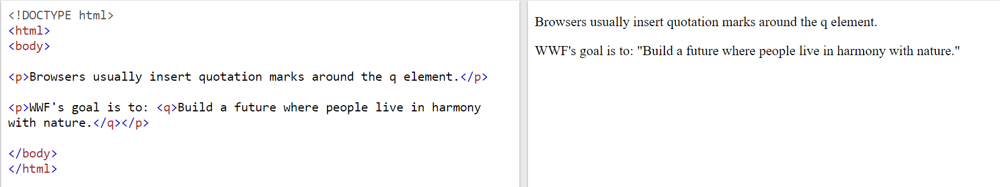 <!DOCTYPE html>
<html>
<body>
<p>Browsers usually insert quotation marks around the q element.</p>
<p>WWF's goal is to: <q>Build a future where people live in harmony
with nature.</q></p>
</body>
</html>
Browsers usually insert quotation marks around the q element.
WWF's goal is to: "Build a future where people live in harmony with nature."